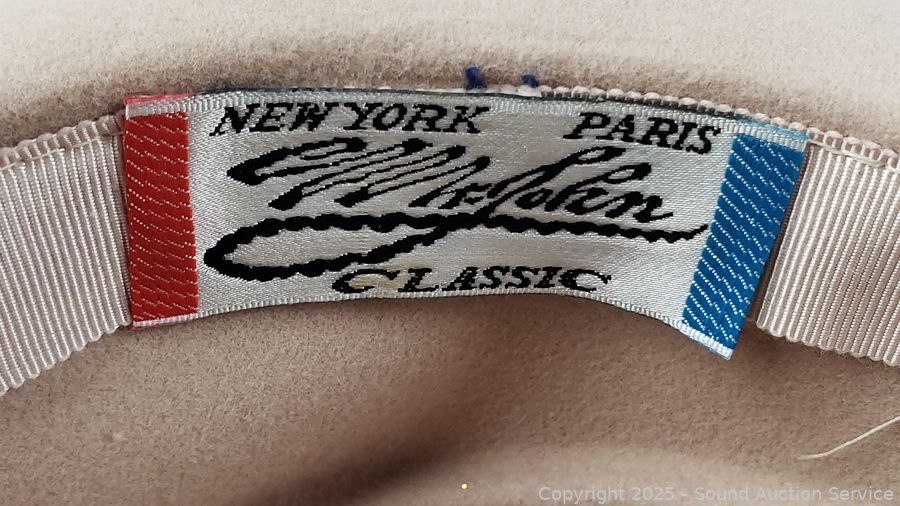 NEW YORK PARIS
Mr. John
CLASSIC
Copyright 2025 - Sound Auction Service